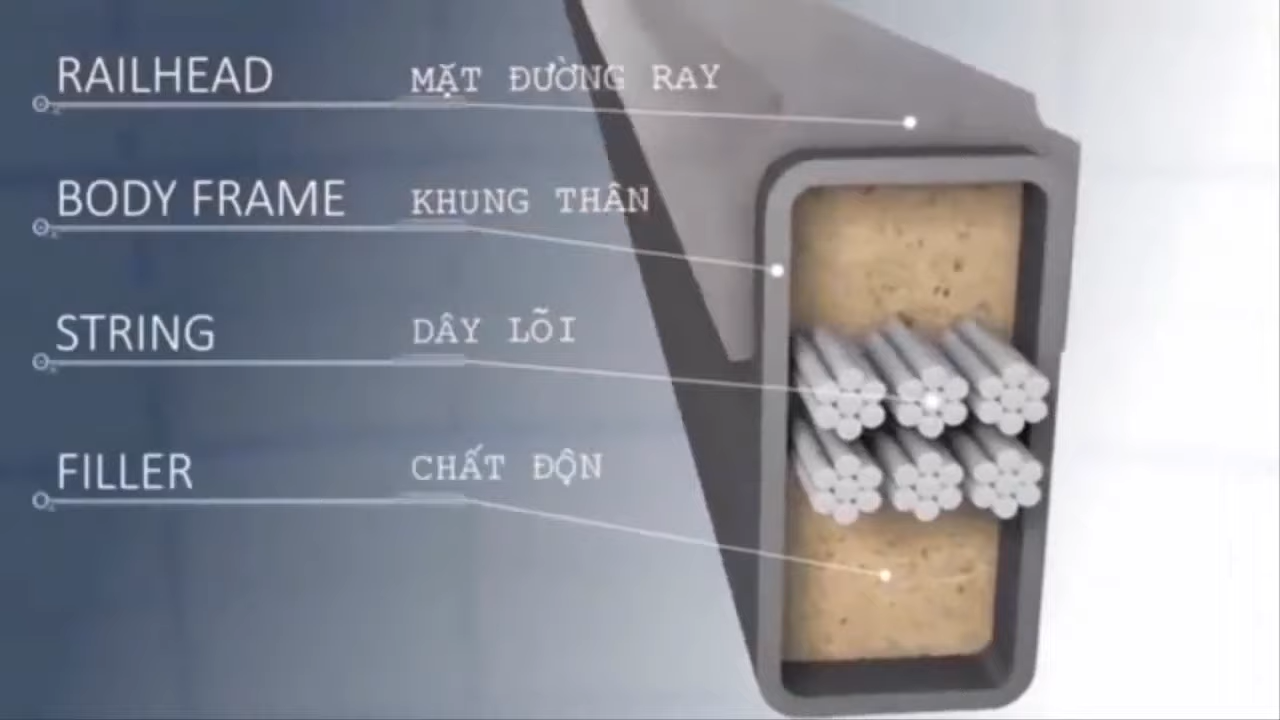 RAILHEAD MẶT ĐƯỜNG RAY
BODY FRAME KHUNG THÂN
STRING DÂY LÕI
FILLER CHẤT ĐỘN